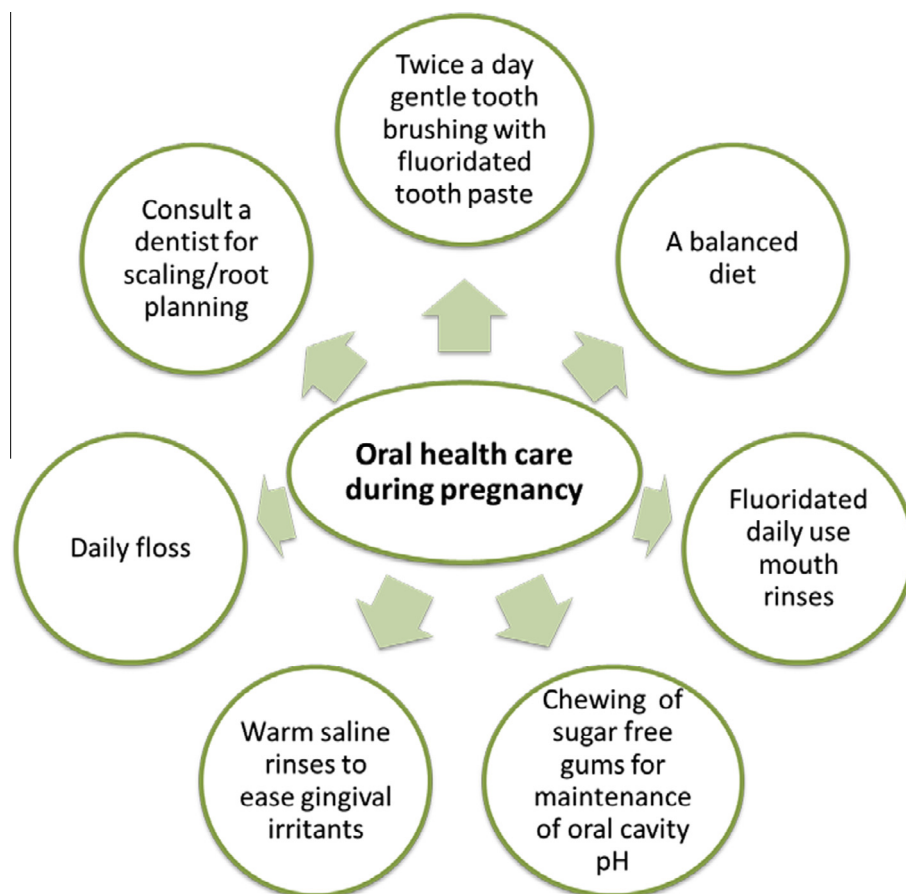 Twice a day
gentle tooth
brushing with
fluoridated
tooth paste
Consult a
dentist for
scaling/root
planning
A balanced
diet
Oral health care
during pregnancy
Daily floss
Fluoridated
daily use
mouth
rinses
Warm saline
rinses to
ease gingival
irritants
Chewing of
sugar free
gums for
maintenance
of oral cavity
pH